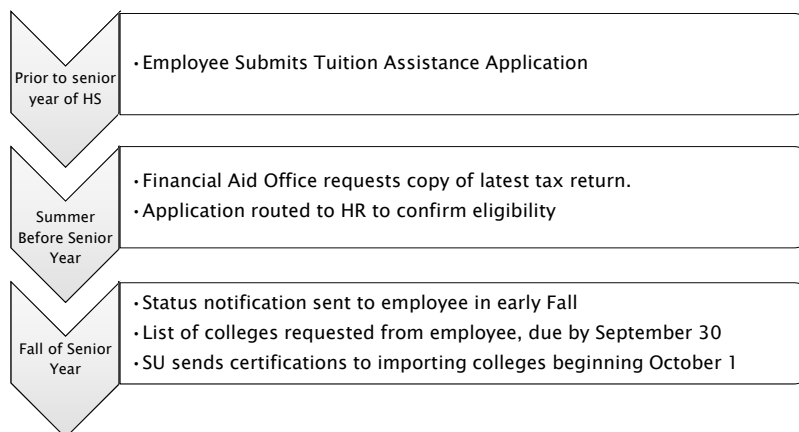 Prior to senior
year of HS
• Employee Submits Tuition Assistance Application
Summer
Before Senior
Year
• Financial Aid Office requests copy of latest tax return.
• Application routed to HR to confirm eligibility
Fall of Senior
Year
• Status notification sent to employee in early Fall
• List of colleges requested from employee, due by September 30
• SU sends certifications to importing colleges beginning October 1